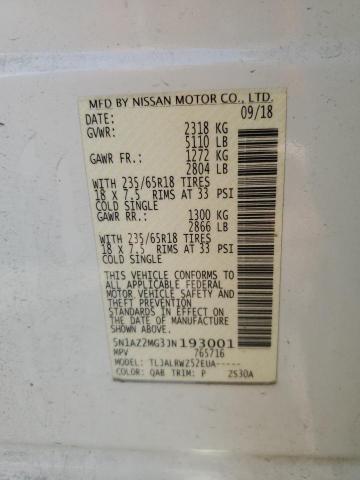 MFD BY NISSAN MOTOR CO., LTD.
DATE: 09/18
GVWR: 2318 KG
5110 LB
GAWR FR.: 1272 KG
2804 LB
WITH 235/65R18 TIRES
18 X 7.5 RIMS AT 33 PSI
COLD SINGLE
GAWR RR.: 1300 KG
2866 LB
WITH 235/65R18 TIRES
18 X 7.5 RIMS AT 33 PSI
COLD SINGLE
THIS VEHICLE CONFORMS TO
ALL APPLICABLE FEDERAL
MOTOR VEHICLE SAFETY AND
THEFT PREVENTION
STANDARDS IN EFFECT ON THE
DATE OF MANUFACTURE
SHOWN ABOVE.
5N1AZ2MG3JN193001
MPV 765716
MODEL: TLJALRWZ52EUA-----
COLOR: QAB TRIM: P ZS30A